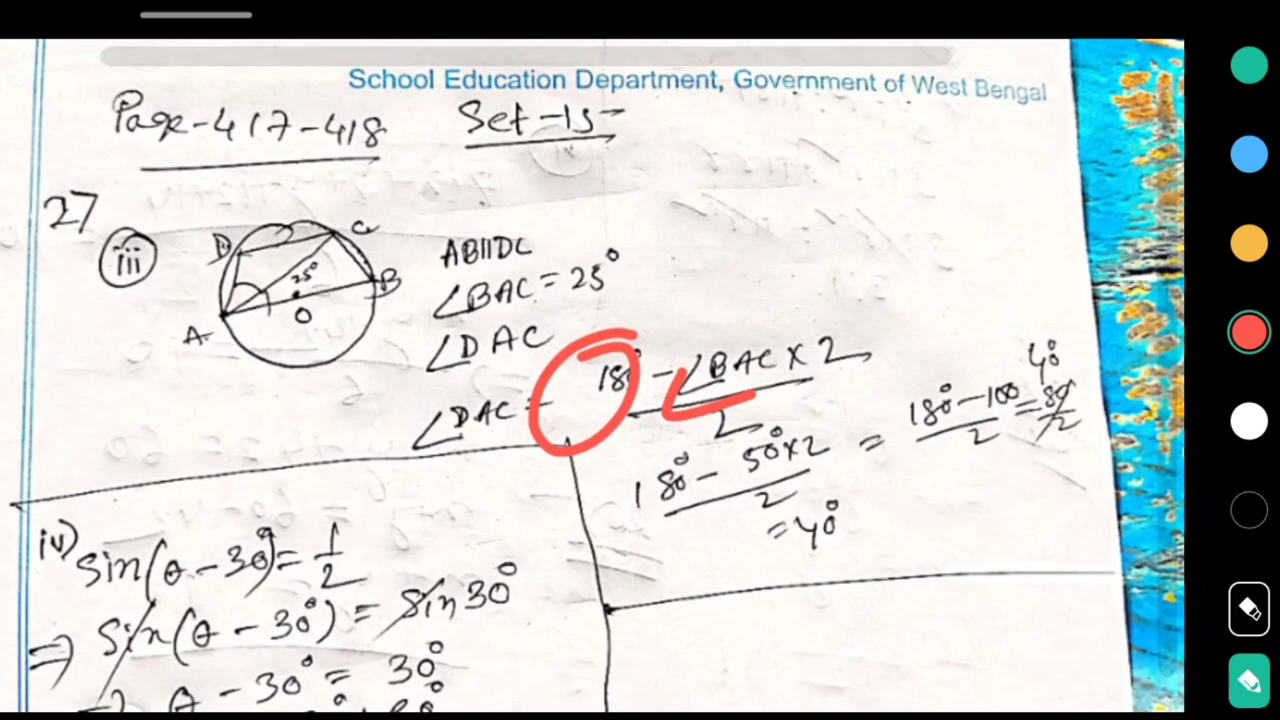 School Education Department, Government of West Bengal
Page-417-418 Set-15
27
iii
D C
25°
A O B
AB||DC
∠BAC = 25°
∠DAC
∠DAC = 180° - ∠BAC x 2 / 2
180° - 50° x 2 / 2 = 180° - 100 / 2 = 80 / 2 40°
= 40°
iv) sin(θ - 30°) = 1/2
⇒ sin(θ - 30°) = sin 30°
⇒ θ - 30° = 30°